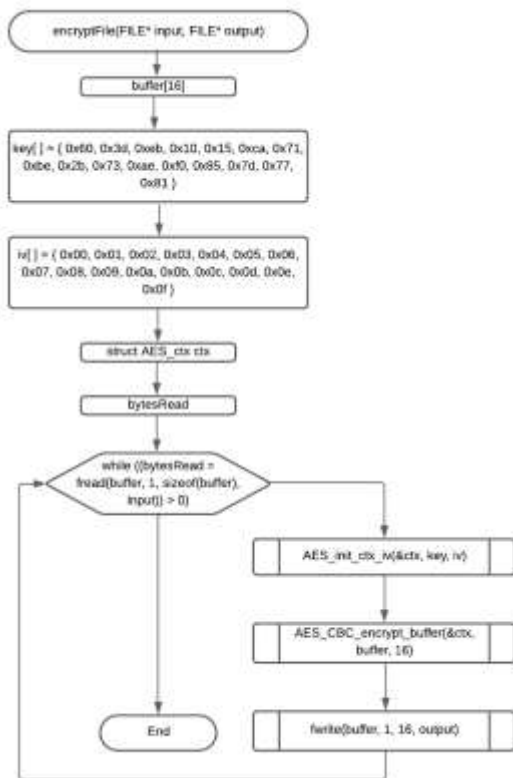 encryptFile(FILE* input, FILE* output)
buffer[16]
key[ ] = { 0x60, 0x3d, 0xeb, 0x10, 0x15, 0xca, 0x71,
0xbe, 0x2b, 0x73, 0xae, 0xf0, 0x85, 0x7d, 0x77,
0x81 }
iv[ ] = { 0x00, 0x01, 0x02, 0x03, 0x04, 0x05, 0x06,
0x07, 0x08, 0x09, 0x0a, 0x0b, 0x0c, 0x0d, 0x0e,
0x0f }
struct AES_ctx ctx
bytesRead
while ((bytesRead =
fread(buffer, 1, sizeof(buffer),
input)) > 0)
AES_init_ctx_iv(&ctx, key, iv)
AES_CBC_encrypt_buffer(&ctx,
buffer, 16)
fwrite(buffer, 1, 16, output)
End